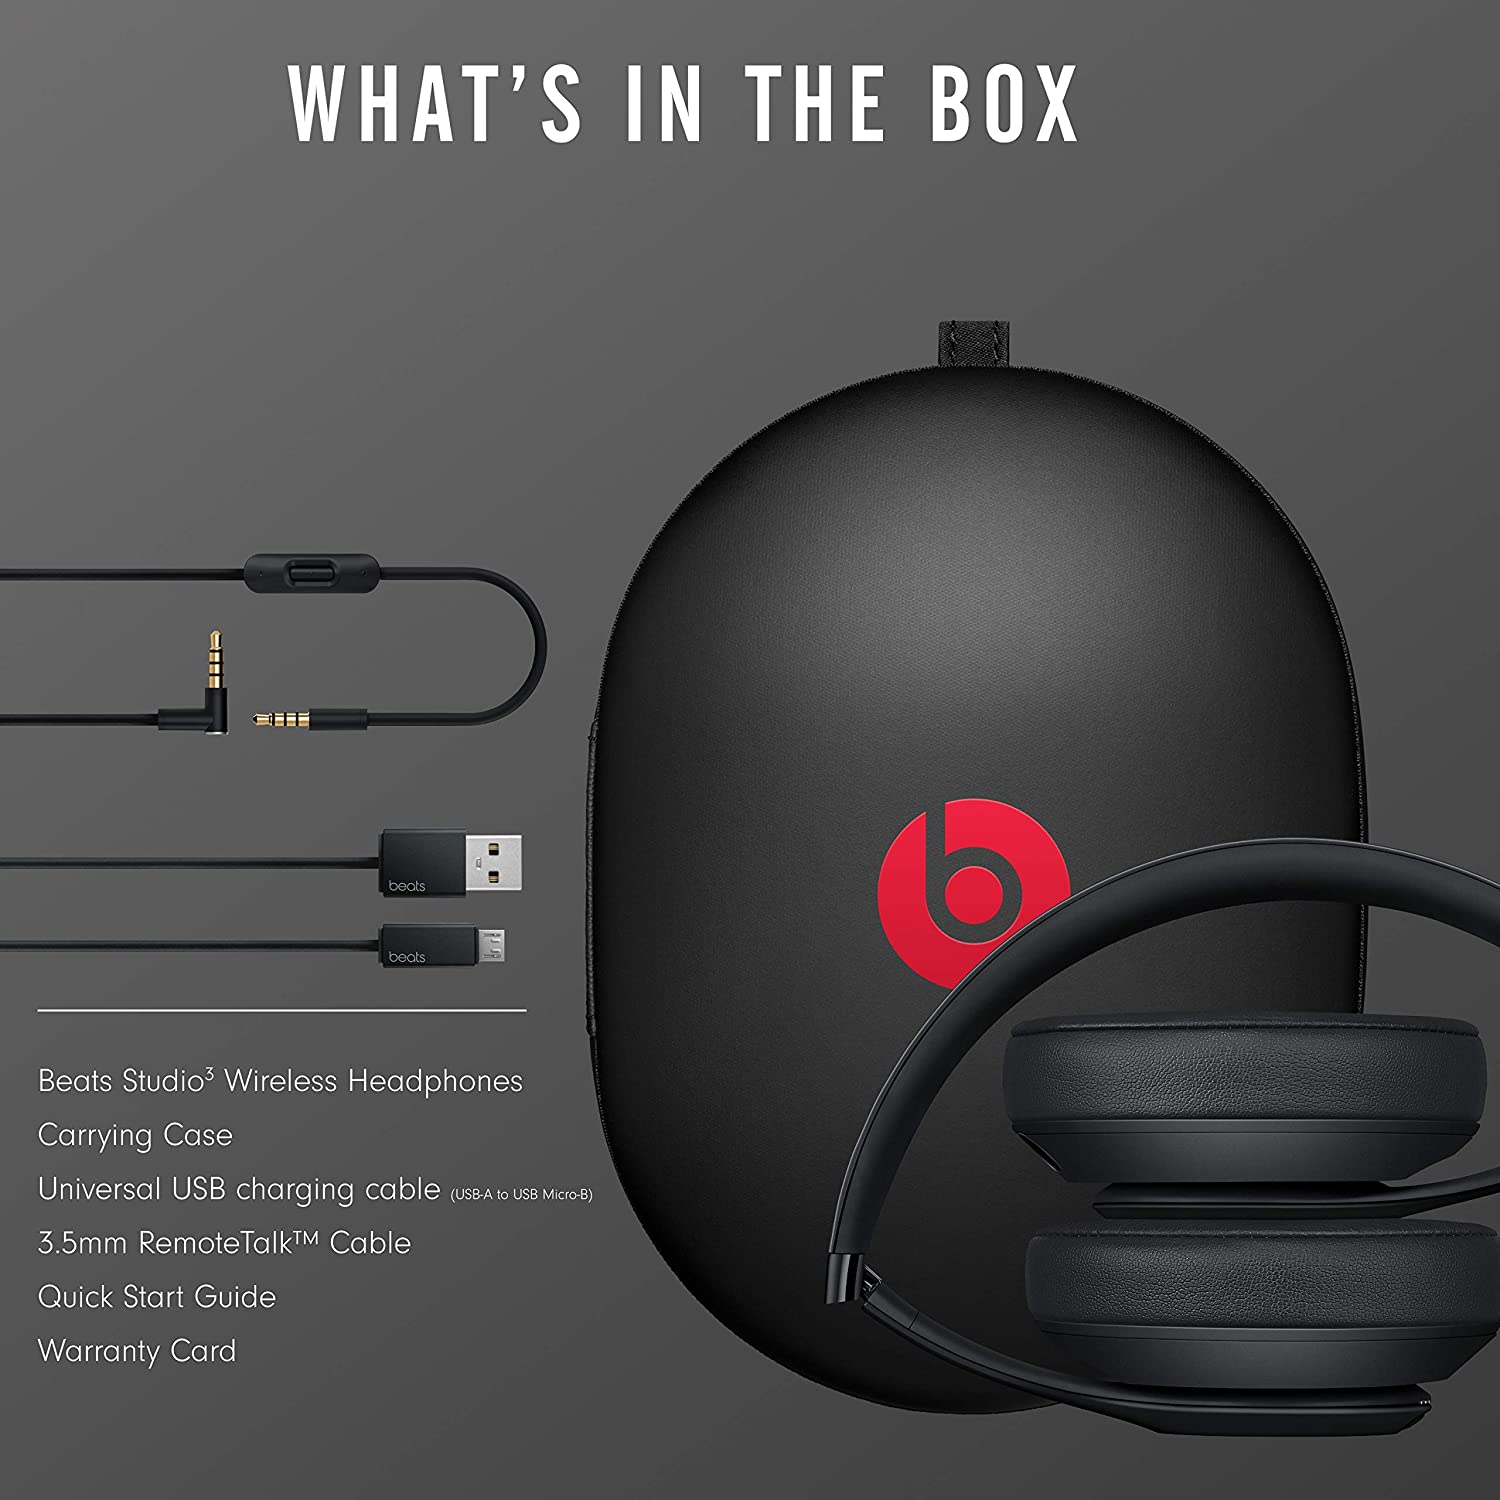 WHAT'S IN THE BOX
beats
beats
Beats Studio³ Wireless Headphones
Carrying Case
Universal USB charging cable (USB-A to USB Micro-B)
3.5mm RemoteTalk™ Cable
Quick Start Guide
Warranty Card